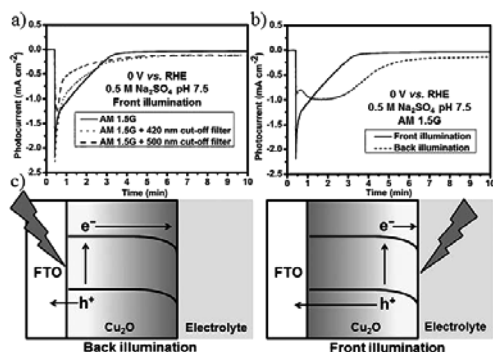 a)
0.0
-0.5
-1.0
-1.5
-2.0
-2.5
Photocurrent (mA cm⁻²)
0 V vs. RHE
0.5 M Na₂SO₄ pH 7.5
Front illumination
AM 1.5G
AM 1.5G + 420 nm cut-off filter
AM 1.5G + 500 nm cut-off filter
0 1 2 3 4 5 6 7 8 9 10
Time (min)
b)
0.0
-0.5
-1.0
-1.5
-2.0
-2.5
Photocurrent (mA cm⁻²)
0 V vs. RHE
0.5 M Na₂SO₄ pH 7.5
AM 1.5G
Front illumination
Back illumination
0 1 2 3 4 5 6 7 8 9 10
Time (min)
c)
e⁻
FTO
h⁺
Cu₂O
Electrolyte
Back illumination
e⁻
FTO
h⁺
Cu₂O
Electrolyte
Front illumination